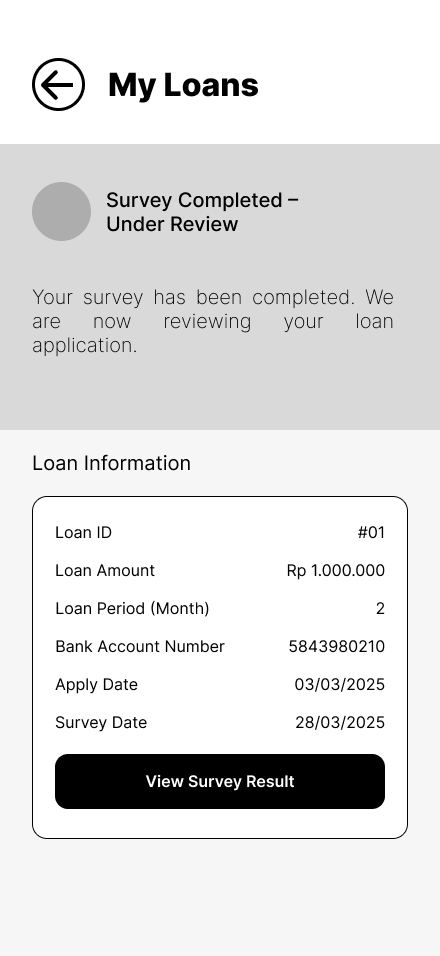 My Loans
Survey Completed –
Under Review
Your survey has been completed. We
are now reviewing your loan
application.
Loan Information
Loan ID #01
Loan Amount Rp 1.000.000
Loan Period (Month) 2
Bank Account Number 5843980210
Apply Date 03/03/2025
Survey Date 28/03/2025
View Survey Result